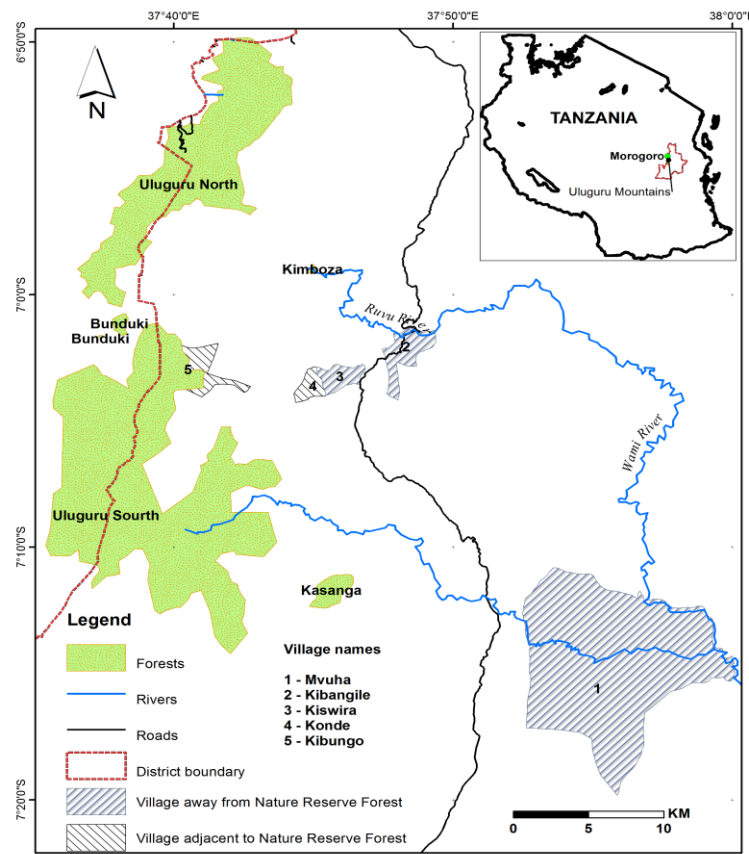 37°40'0"E
37°50'0"E
38°0'0"E
6°50'0"S
7°0'0"S
7°10'0"S
7°20'0"S
N
TANZANIA
Morogoro
Uluguru Mountains
Uluguru North
Kimboza
Ruvu River
Bunduki
Bunduki
2
5
3
4
Wami River
Uluguru Sourth
Kasanga
1
Legend
Forests
Rivers
Roads
District boundary
Village away from Nature Reserve Forest
Village adjacent to Nature Reserve Forest
Village names
1 - Mvuha
2 - Kibangile
3 - Kiswira
4 - Konde
5 - Kibungo
KM
0 5 10